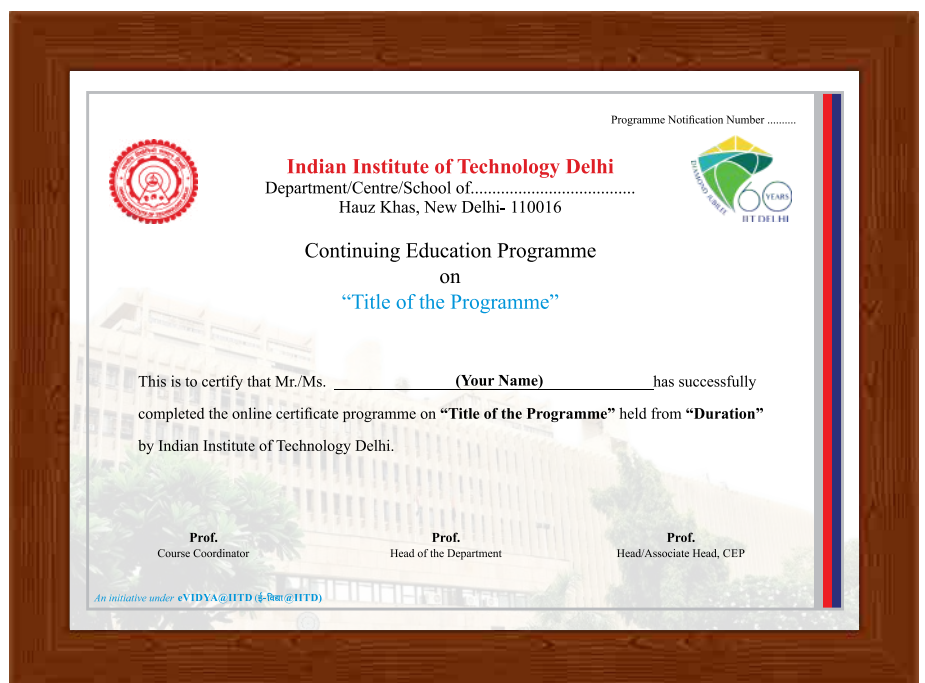 Programme Notification Number ..........
Indian Institute of Technology Delhi
Department/Centre/School of......................................
Hauz Khas, New Delhi- 110016
DIAMOND JUBILEE
60
YEARS
IIT DELHI
Continuing Education Programme
on
“Title of the Programme”
This is to certify that Mr./Ms. (Your Name) has successfully
completed the online certificate programme on “Title of the Programme” held from “Duration”
by Indian Institute of Technology Delhi.
Prof. Prof. Prof.
Course Coordinator Head of the Department Head/Associate Head, CEP
An initiative under eVIDYA@IITD (ई-विद्या@IITD)